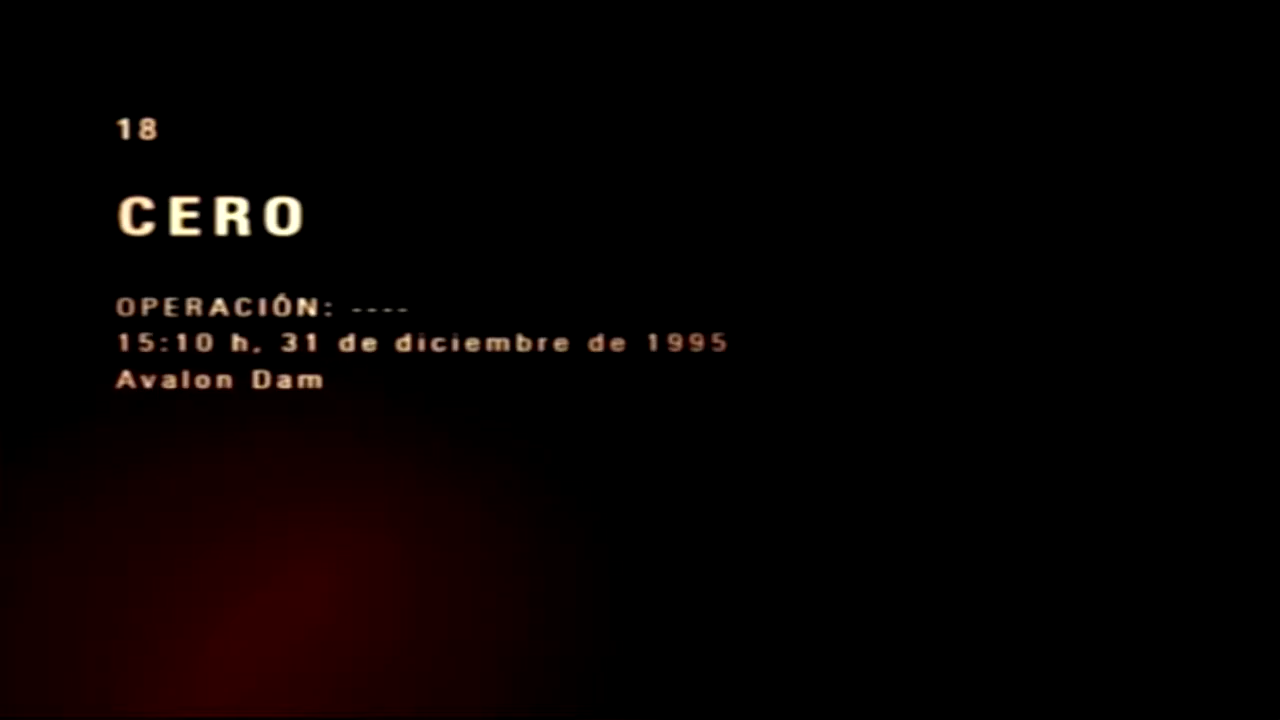 18
CERO
OPERACIÓN: ----
15:10 h, 31 de diciembre de 1995
Avalon Dam